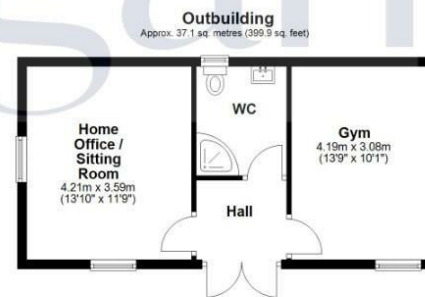 Outbuilding
Approx. 37.1 sq. metres (399.9 sq. feet)
WC
Home
Office /
Sitting
Room
4.21m x 3.59m
(13'10" x 11'9")
Gym
4.19m x 3.08m
(13'9" x 10'1")
Hall